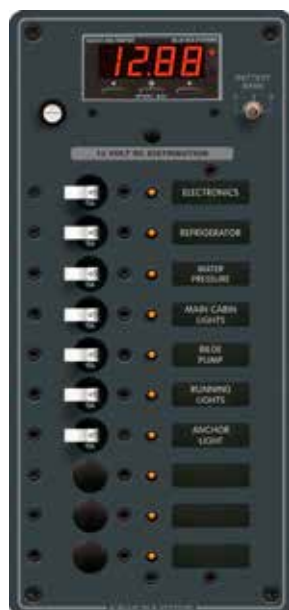 12.88
BATTERY
BANK
12 VOLT DC DISTRIBUTION
ELECTRONICS
REFRIGERATOR
WATER
PRESSURE
MAIN CABIN
LIGHTS
BILGE
PUMP
RUNNING
LIGHTS
ANCHOR
LIGHT